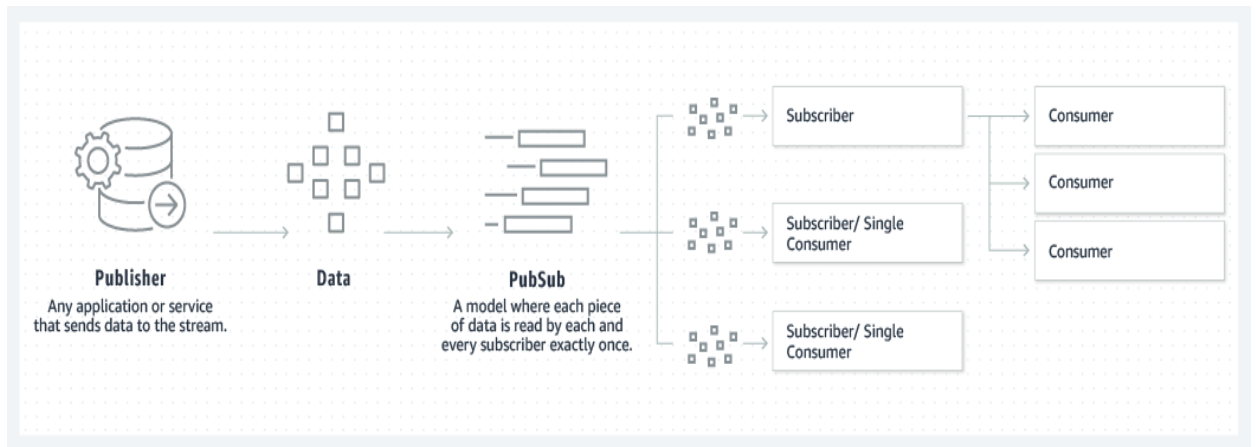 Publisher
Any application or service
that sends data to the stream.
Data
PubSub
A model where each piece
of data is read by each and
every subscriber exactly once.
Subscriber
Subscriber/ Single
Consumer
Subscriber/ Single
Consumer
Consumer
Consumer
Consumer